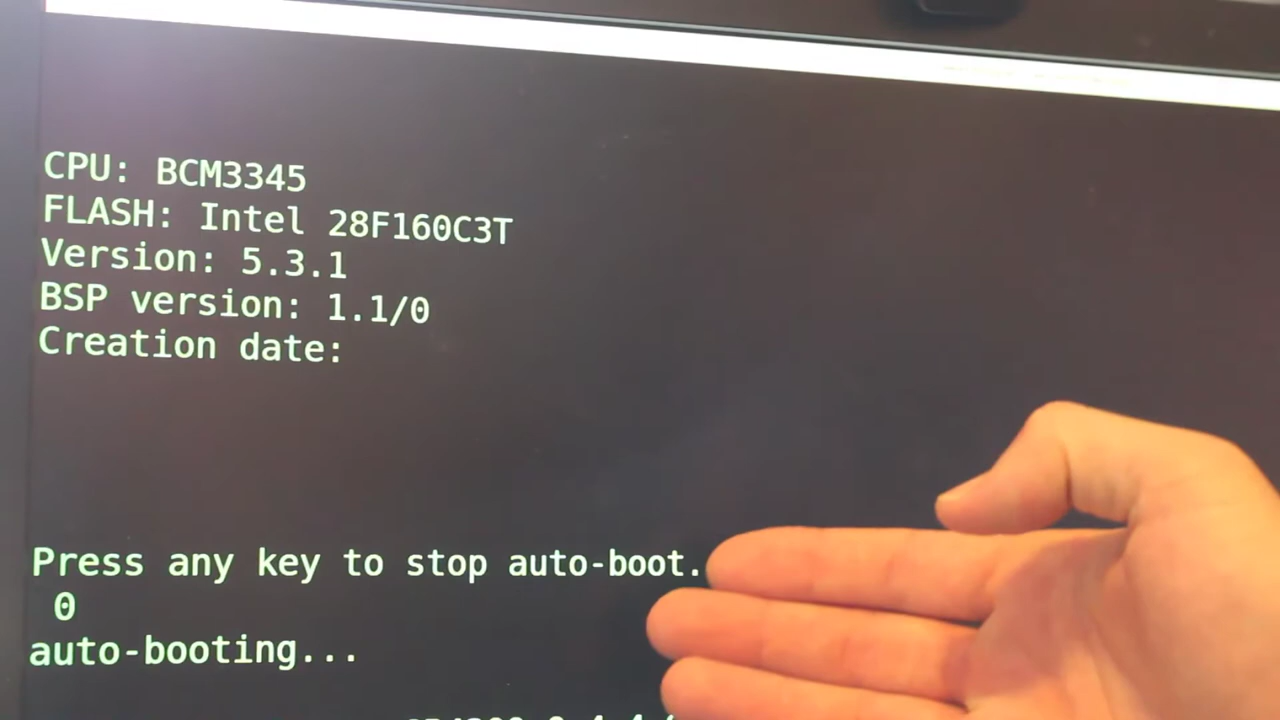 CPU: BCM3345
FLASH: Intel 28F160C3T
Version: 5.3.1
BSP version: 1.1/0
Creation date:
Press any key to stop auto-boot.
0
auto-booting...